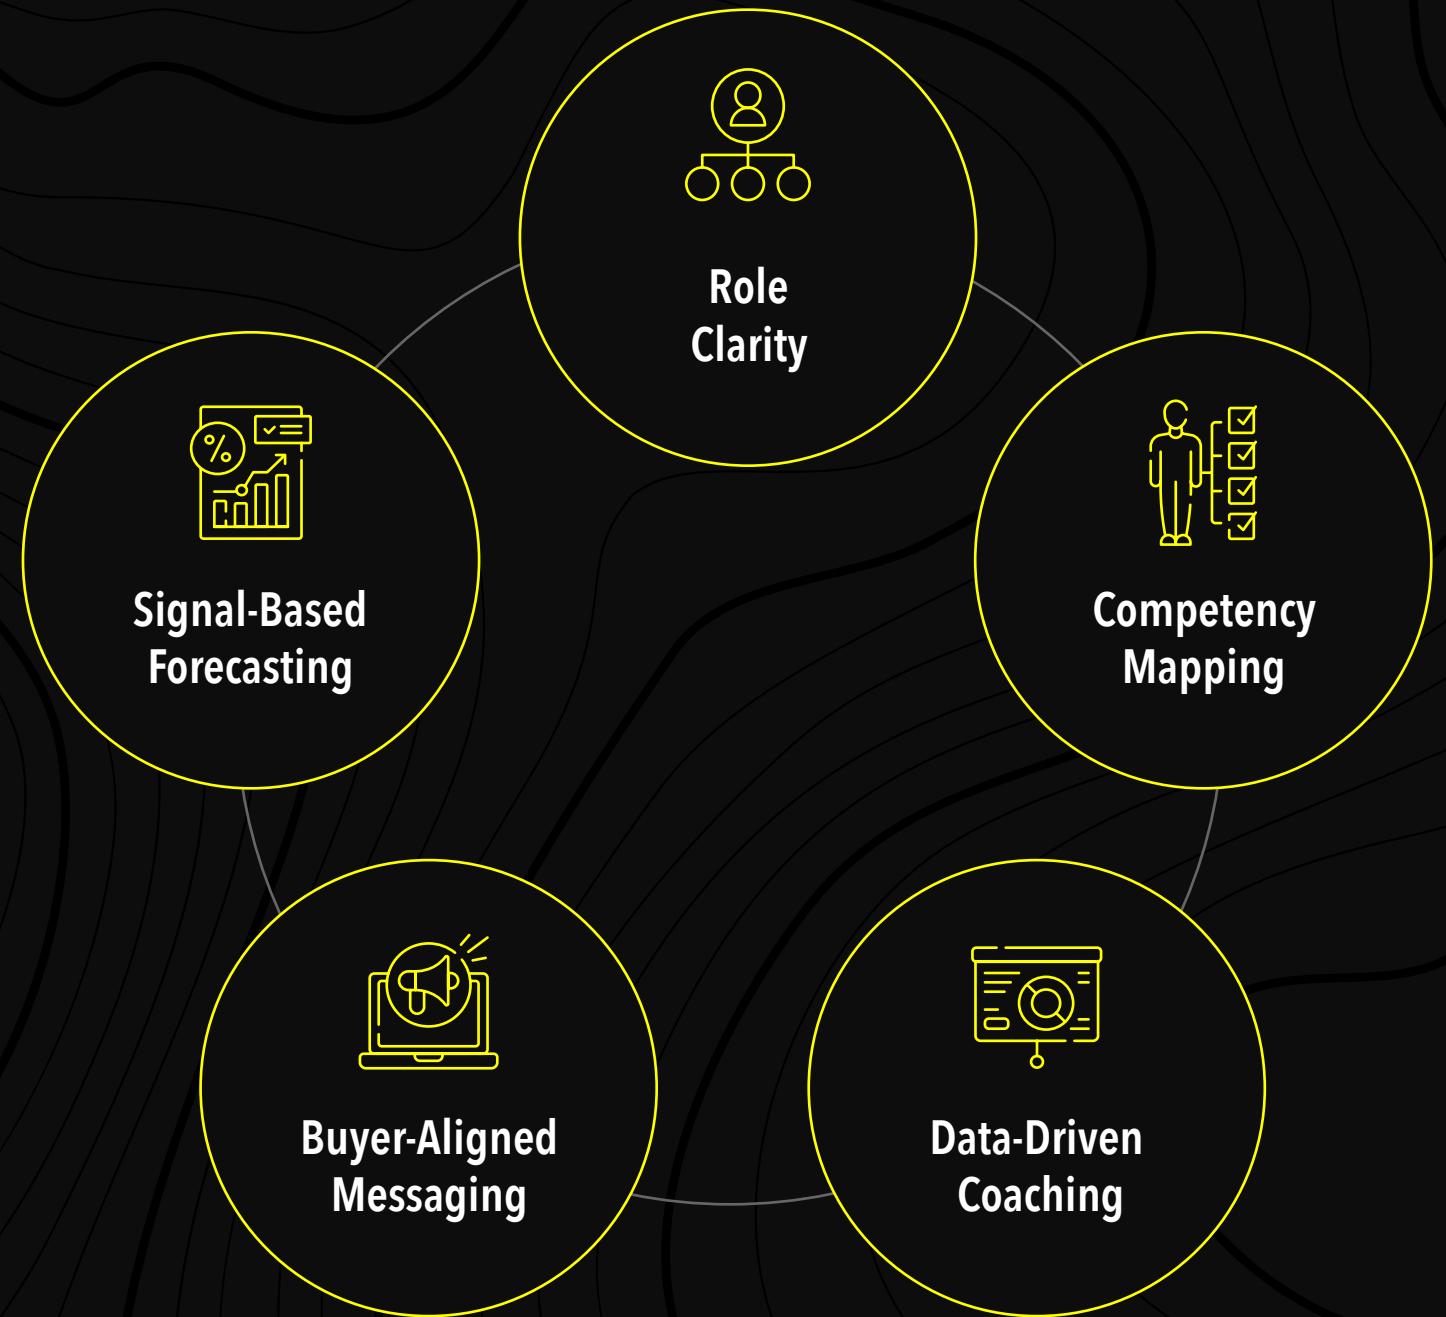 Role
Clarity
Competency
Mapping
Data-Driven
Coaching
Buyer-Aligned
Messaging
Signal-Based
Forecasting